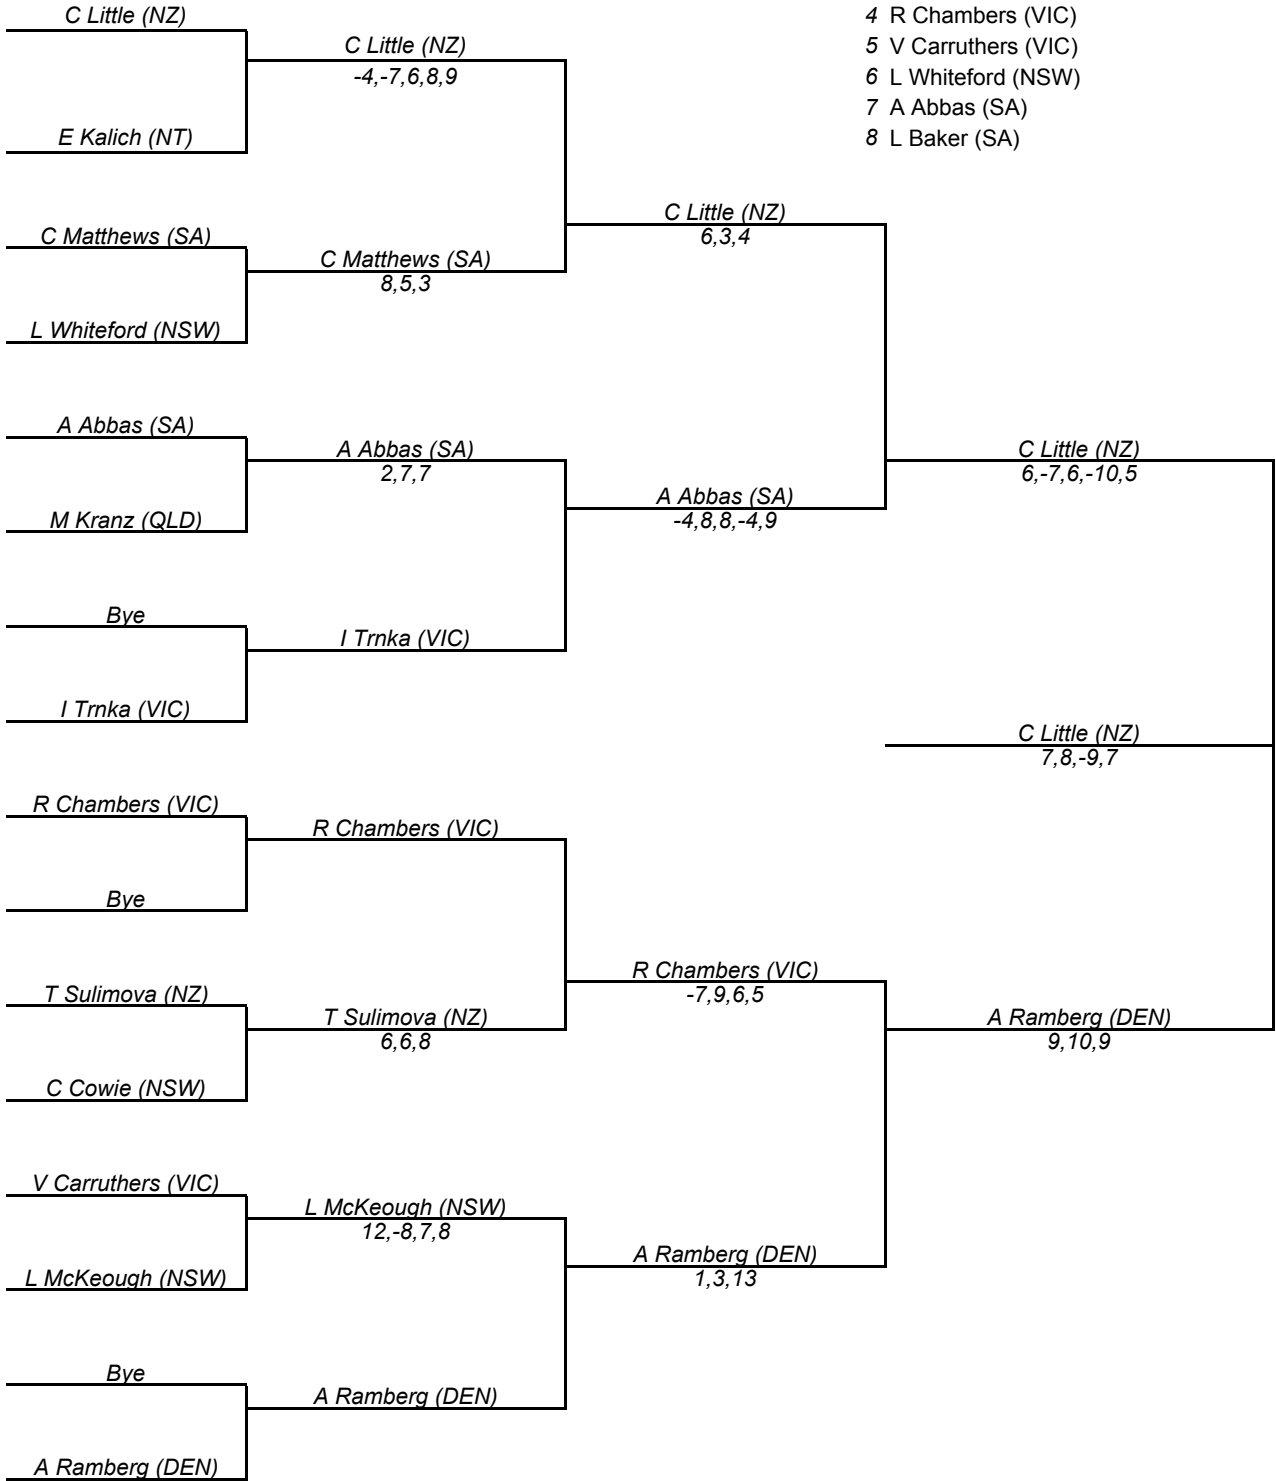 C Little (NZ)
E Kalich (NT)
C Matthews (SA)
L Whiteford (NSW)
A Abbas (SA)
M Kranz (QLD)
Bye
I Trnka (VIC)
R Chambers (VIC)
Bye
T Sulimova (NZ)
C Cowie (NSW)
V Carruthers (VIC)
L McKeough (NSW)
Bye
A Ramberg (DEN)
C Little (NZ)
-4,-7,6,8,9
C Matthews (SA)
8,5,3
A Abbas (SA)
2,7,7
I Trnka (VIC)
R Chambers (VIC)
T Sulimova (NZ)
6,6,8
L McKeough (NSW)
12,-8,7,8
A Ramberg (DEN)
C Little (NZ)
6,3,4
A Abbas (SA)
-4,8,8,-4,9
R Chambers (VIC)
-7,9,6,5
A Ramberg (DEN)
1,3,13
4 R Chambers (VIC)
5 V Carruthers (VIC)
6 L Whiteford (NSW)
7 A Abbas (SA)
8 L Baker (SA)
C Little (NZ)
6,-7,6,-10,5
C Little (NZ)
7,8,-9,7
A Ramberg (DEN)
9,10,9